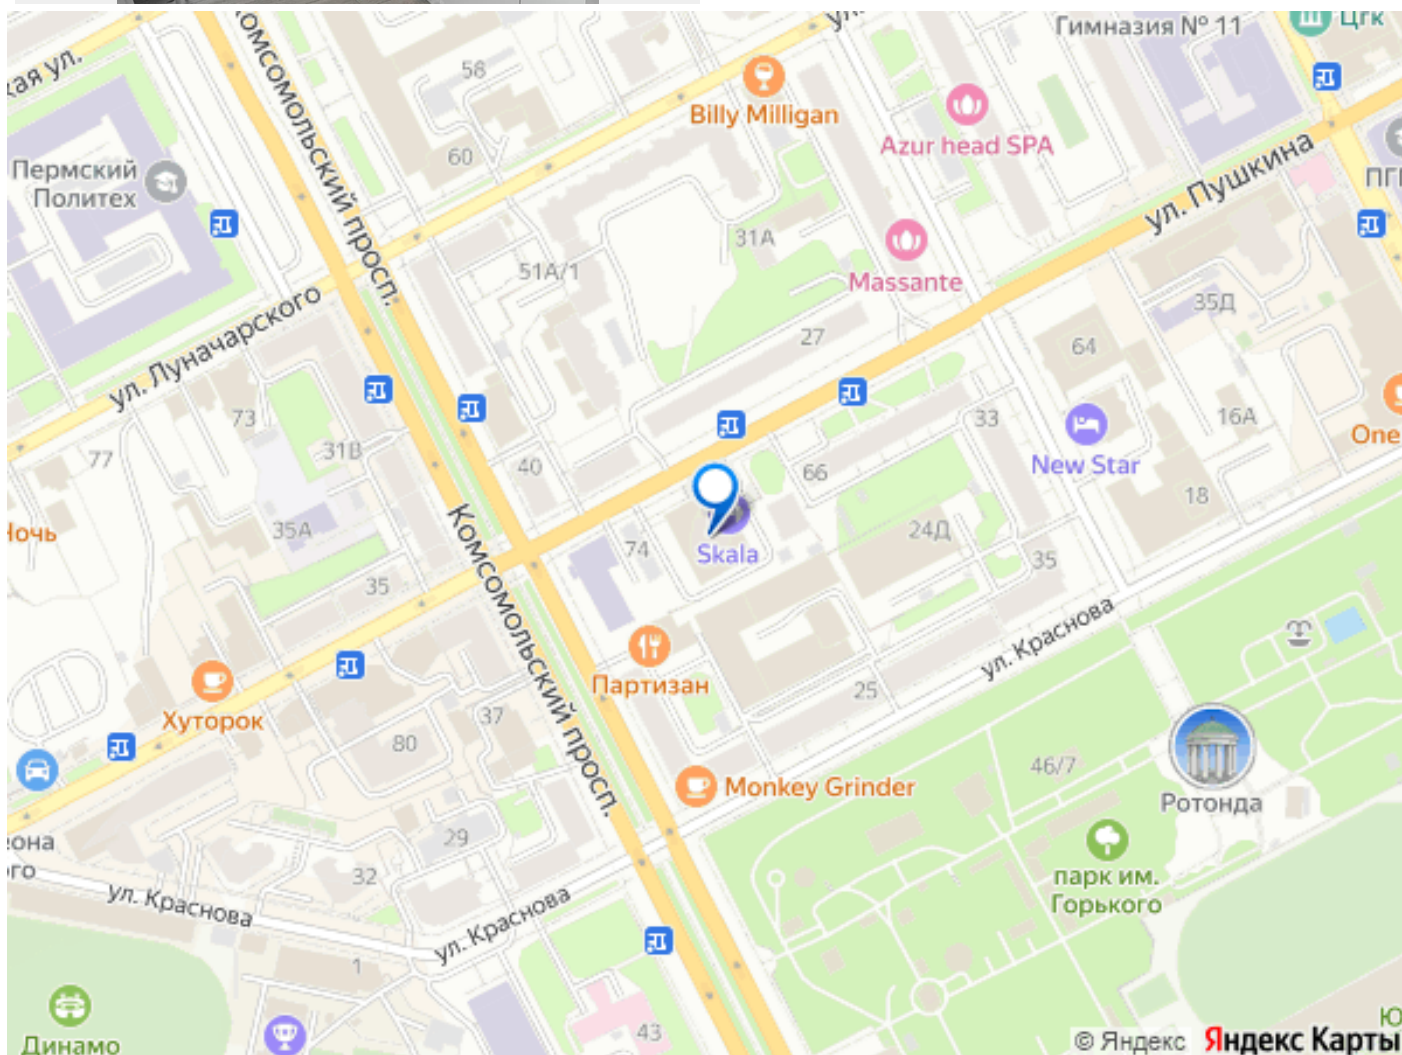 Гимназия № 11
ЦГК
58
Billy Milligan
Azur head SPA
60
Пермский
Политех
Комсомольский просп.
ул. Пушкина
31А
51А/1
Massante
35Д
ул. Луначарского
27
64
73
77
31В
40
33
16А
One
66
New Star
18
35А
Комсомольский просп.
74
Skala
24Д
35
35
ул. Краснова
Партизан
25
Хуторок
37
80
46/7
Monkey Grinder
Ротонда
29
32
парк им.
Горького
ул. Краснова
ул. Краснова
1
43
Динамо
© Яндекс Яндекс Карты